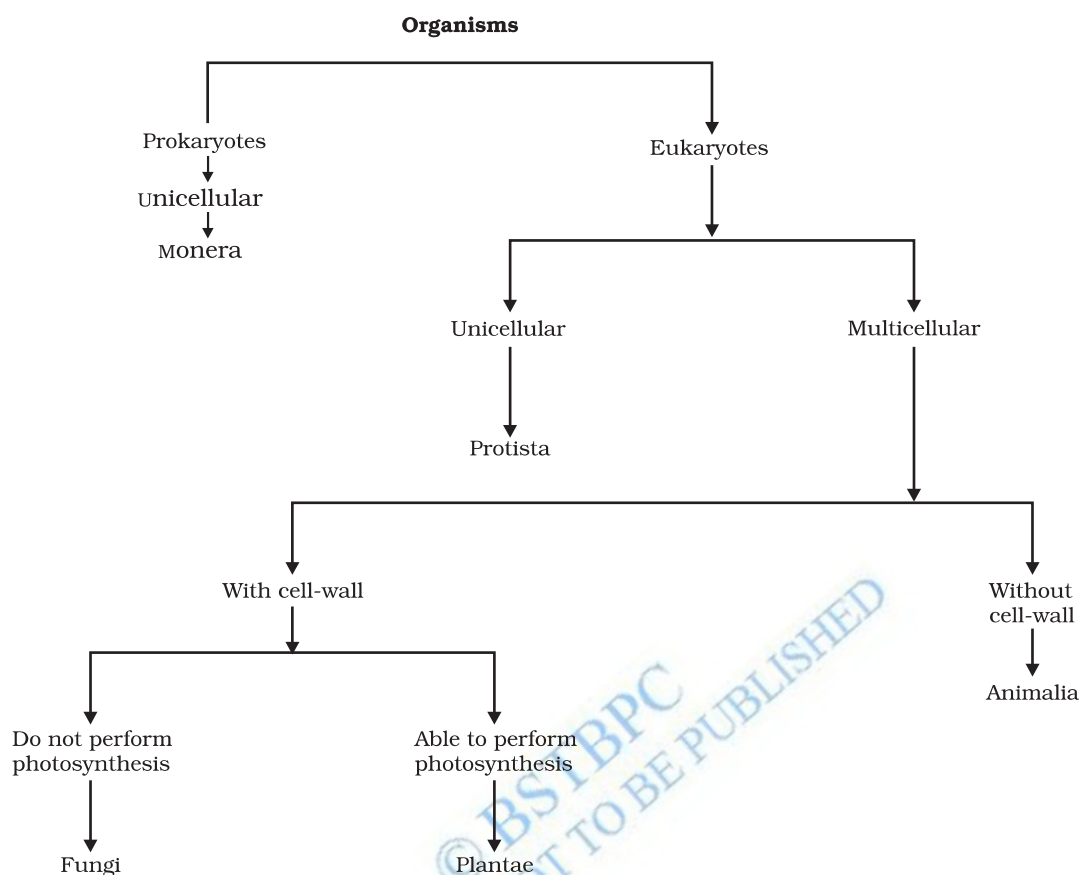 Organisms
Prokaryotes
Eukaryotes
Unicellular
Monera
Unicellular
Multicellular
Protista
With cell-wall
Without
cell-wall
Animalia
Do not perform
photosynthesis
Able to perform
photosynthesis
Fungi
Plantae
© BSTBPC
TO BE PUBLISHED